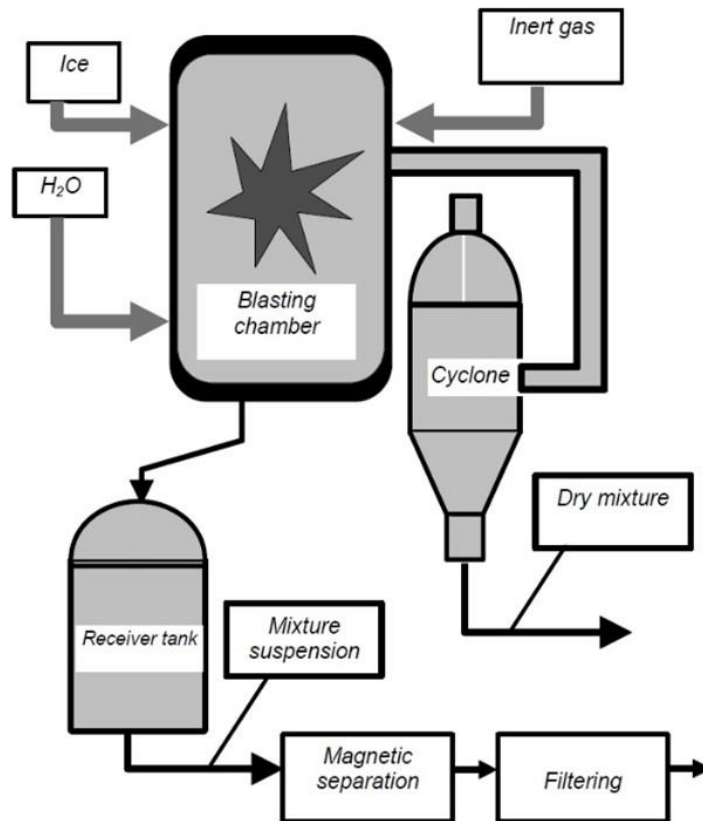 Ice
Inert gas
H₂O
Blasting
chamber
Cyclone
Dry mixture
Receiver tank
Mixture
suspension
Magnetic
separation
Filtering